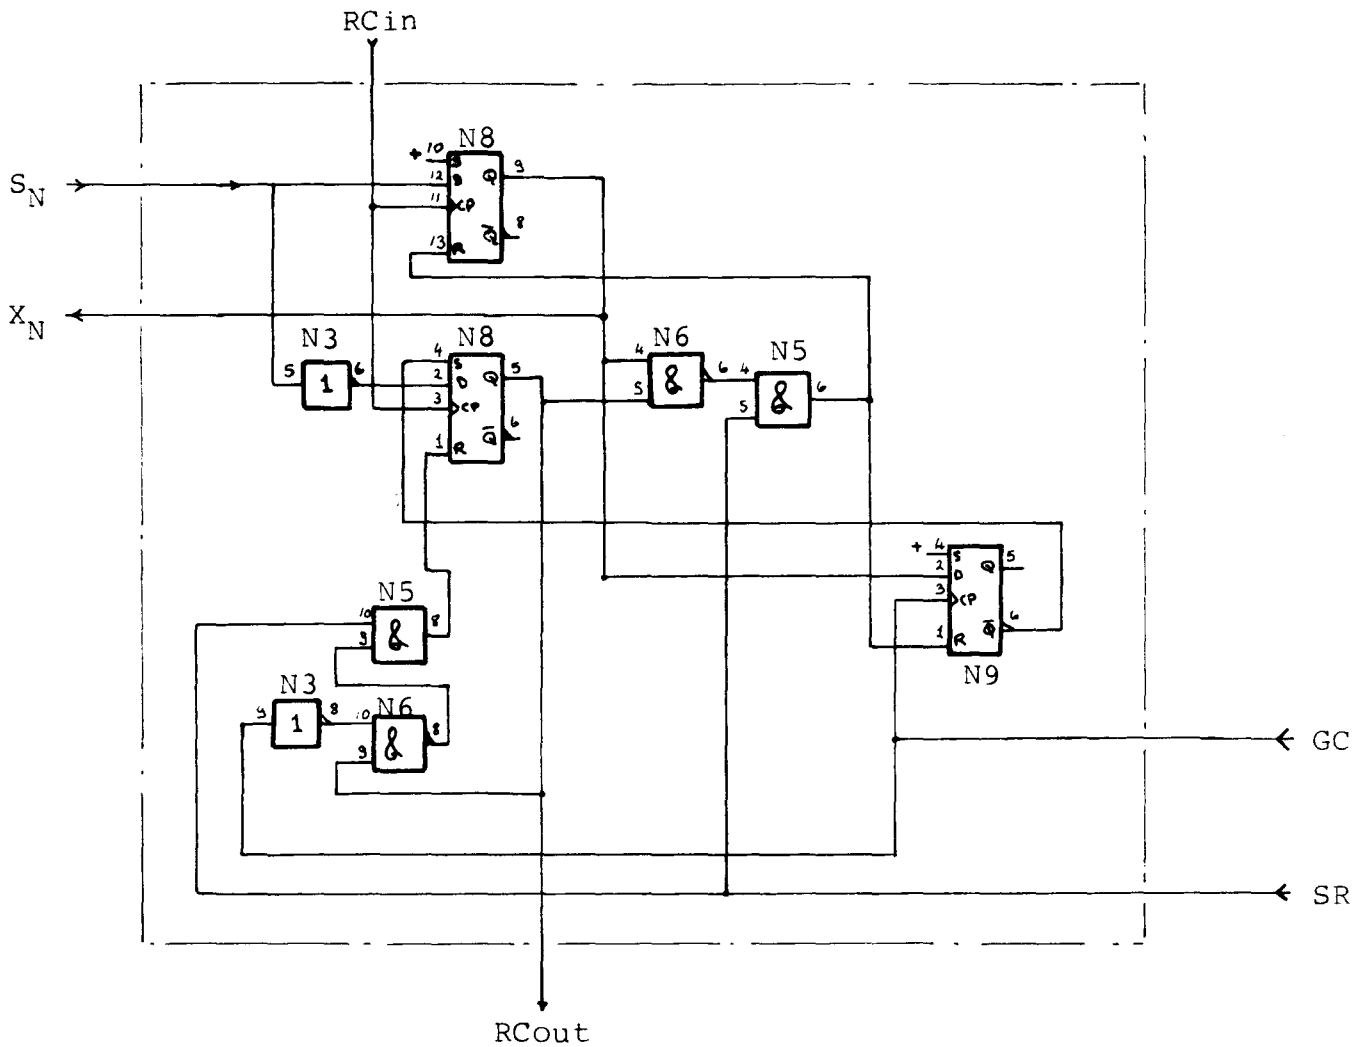 RCin
N8
+ 10 S Q 9
S_N 12 D
11 CP
Q̅ 8
13 R
X_N
N3
N8
N6
N5
4 S Q 5
5 1 6 2 D
3 CP
Q̅ 6
1 R
4 & 6
5
4 & 6
5
+ 4 S Q 5
2 D
3 CP
Q̅ 6
1 R
N9
N5
10 & 8
9
N3
N6
9 1 8 10 & 8
9
GC
SR
RCout